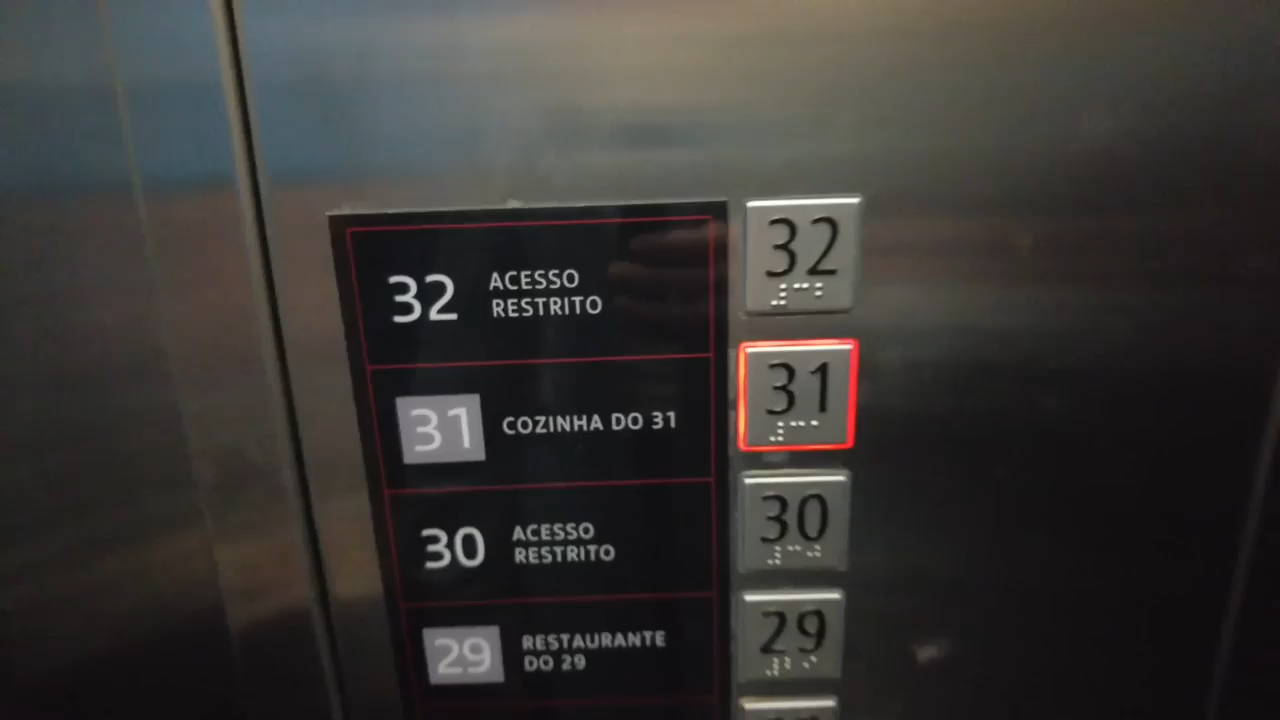 32 ACESSO
RESTRITO
32
31 COZINHA DO 31
31
30 ACESSO
RESTRITO
30
29 RESTAURANTE
DO 29
29